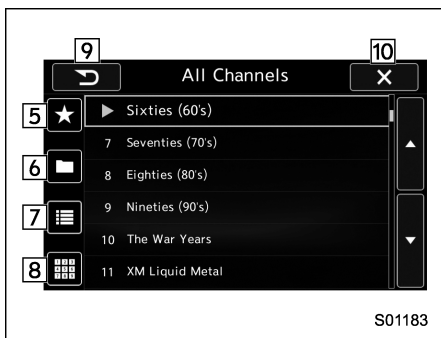 9
10
All Channels
5
Sixties (60's)
7 Seventies (70's)
6
8 Eighties (80's)
7
9 Nineties (90's)
10 The War Years
8
11 XM Liquid Metal
S01183